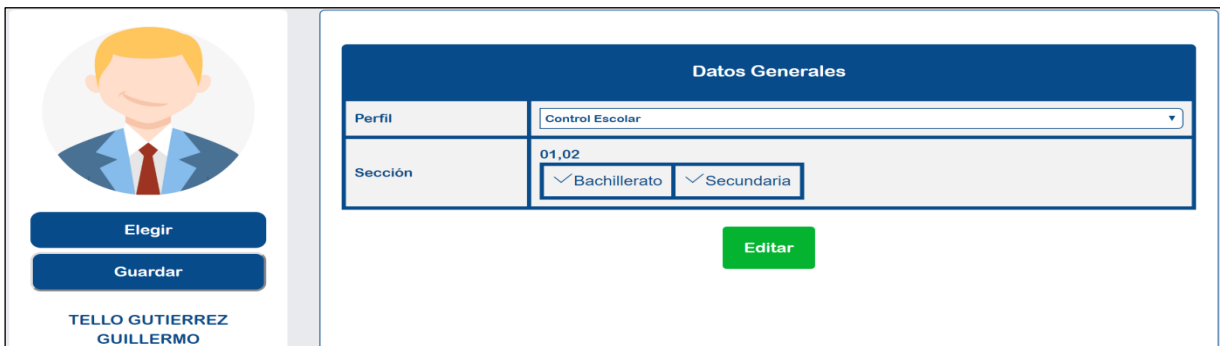 Elegir
Guardar
TELLO GUTIERREZ
GUILLERMO
Datos Generales
Perfil
Control Escolar
Sección
01,02
Bachillerato
Secundaria
Editar